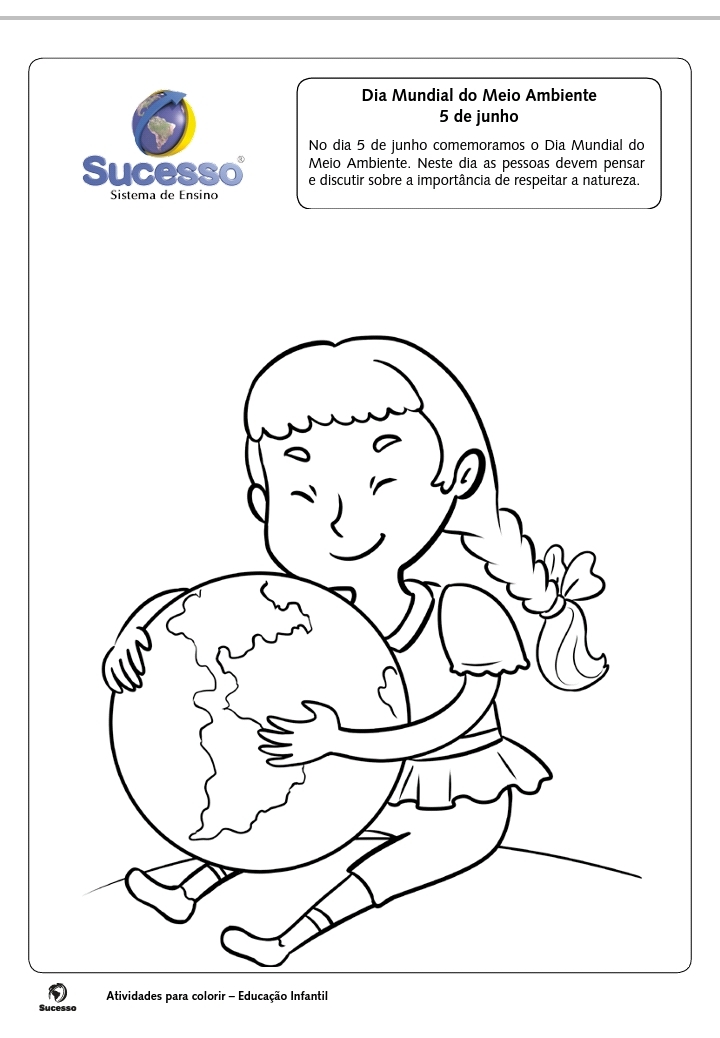 Sucesso®
Sistema de Ensino
Dia Mundial do Meio Ambiente
5 de junho
No dia 5 de junho comemoramos o Dia Mundial do
Meio Ambiente. Neste dia as pessoas devem pensar
e discutir sobre a importância de respeitar a natureza.
Sucesso
Atividades para colorir – Educação Infantil